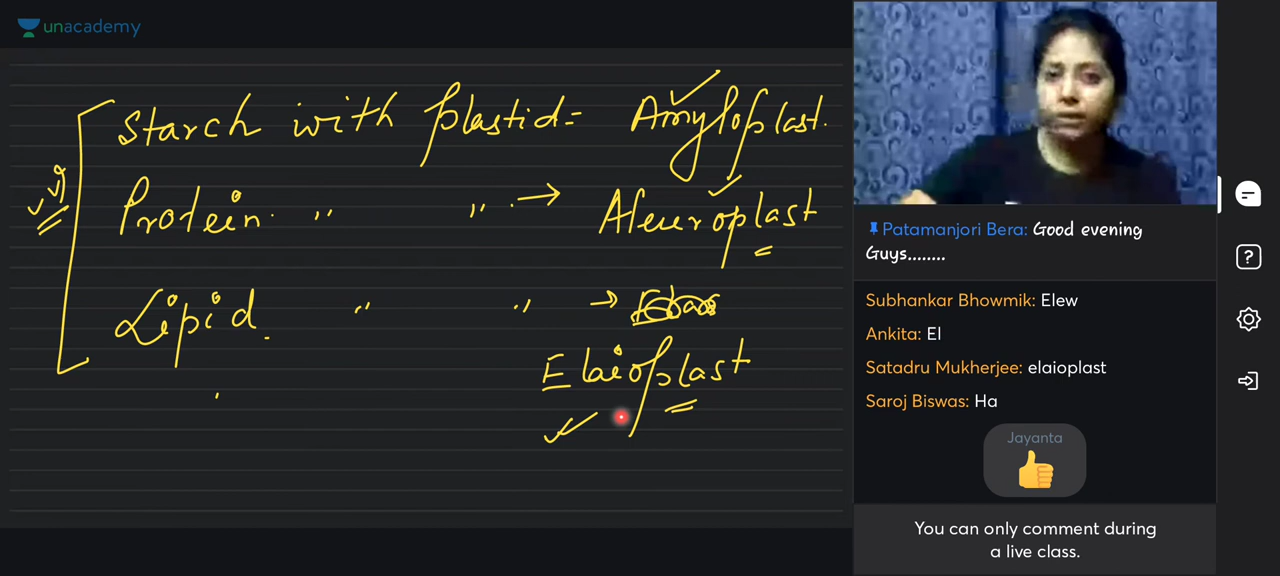 unacademy
Starch with plastid = Amyloplast.
Protein. " " . → Aleuroplast
Lipid. " " →
Elaioplast
Patamanjori Bera: Good evening
Guys........
Subhankar Bhowmik: Elew
Ankita: El
Satadru Mukherjee: elaioplast
Saroj Biswas: Ha
Jayanta
You can only comment during
a live class.